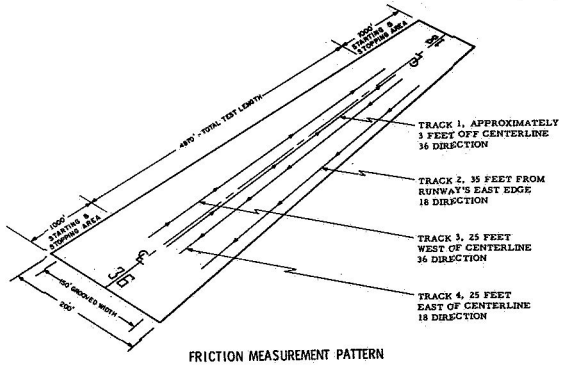 1000'
STARTING &
STOPPING AREA
4870' - TOTAL TEST LENGTH
18
TRACK 1, APPROXIMATELY
3 FEET OFF CENTERLINE
36 DIRECTION
TRACK 2, 35 FEET FROM
RUNWAY'S EAST EDGE
18 DIRECTION
1000'
STARTING &
STOPPING AREA
TRACK 3, 25 FEET
WEST OF CENTERLINE
36 DIRECTION
36
150' GROOVED WIDTH
200'
TRACK 4, 25 FEET
EAST OF CENTERLINE
18 DIRECTION
FRICTION MEASUREMENT PATTERN